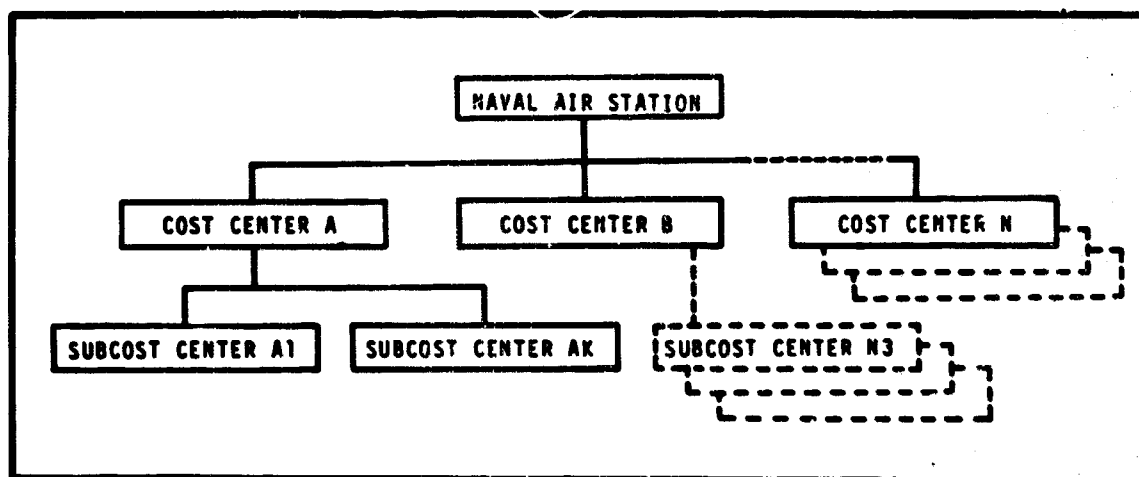 NAVAL AIR STATION
COST CENTER A
COST CENTER B
COST CENTER N
SUBCOST CENTER A1
SUBCOST CENTER AK
SUBCOST CENTER N3